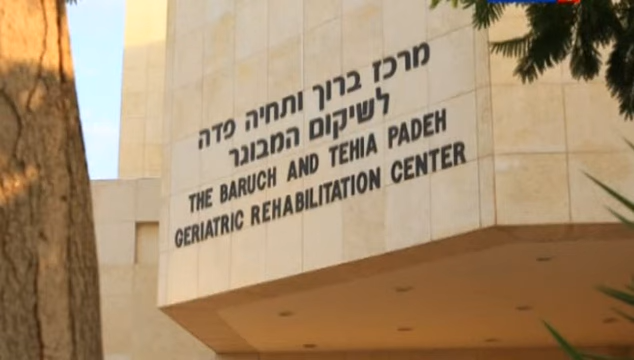 מרכז ברוך ותחיה פדה
לשיקום המבוגר
THE BARUCH AND TEHIA PADEH
GERIATRIC REHABILITATION CENTER